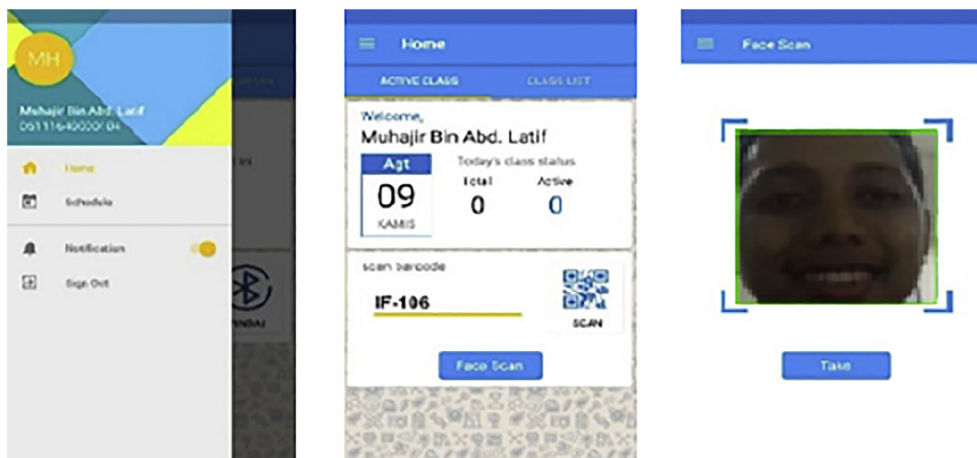 MH
Muhajir Bin Abd. Latif
Home
Schedule
Notification
Sign Out
Home
ACTIVE CLASS
CLASS LIST
Welcome,
Muhajir Bin Abd. Latif
Agt
09
KAMIS
Today's class status
Total
Active
0
0
scan barcode
IF-106
SCAN
Face Scan
Face Scan
Take